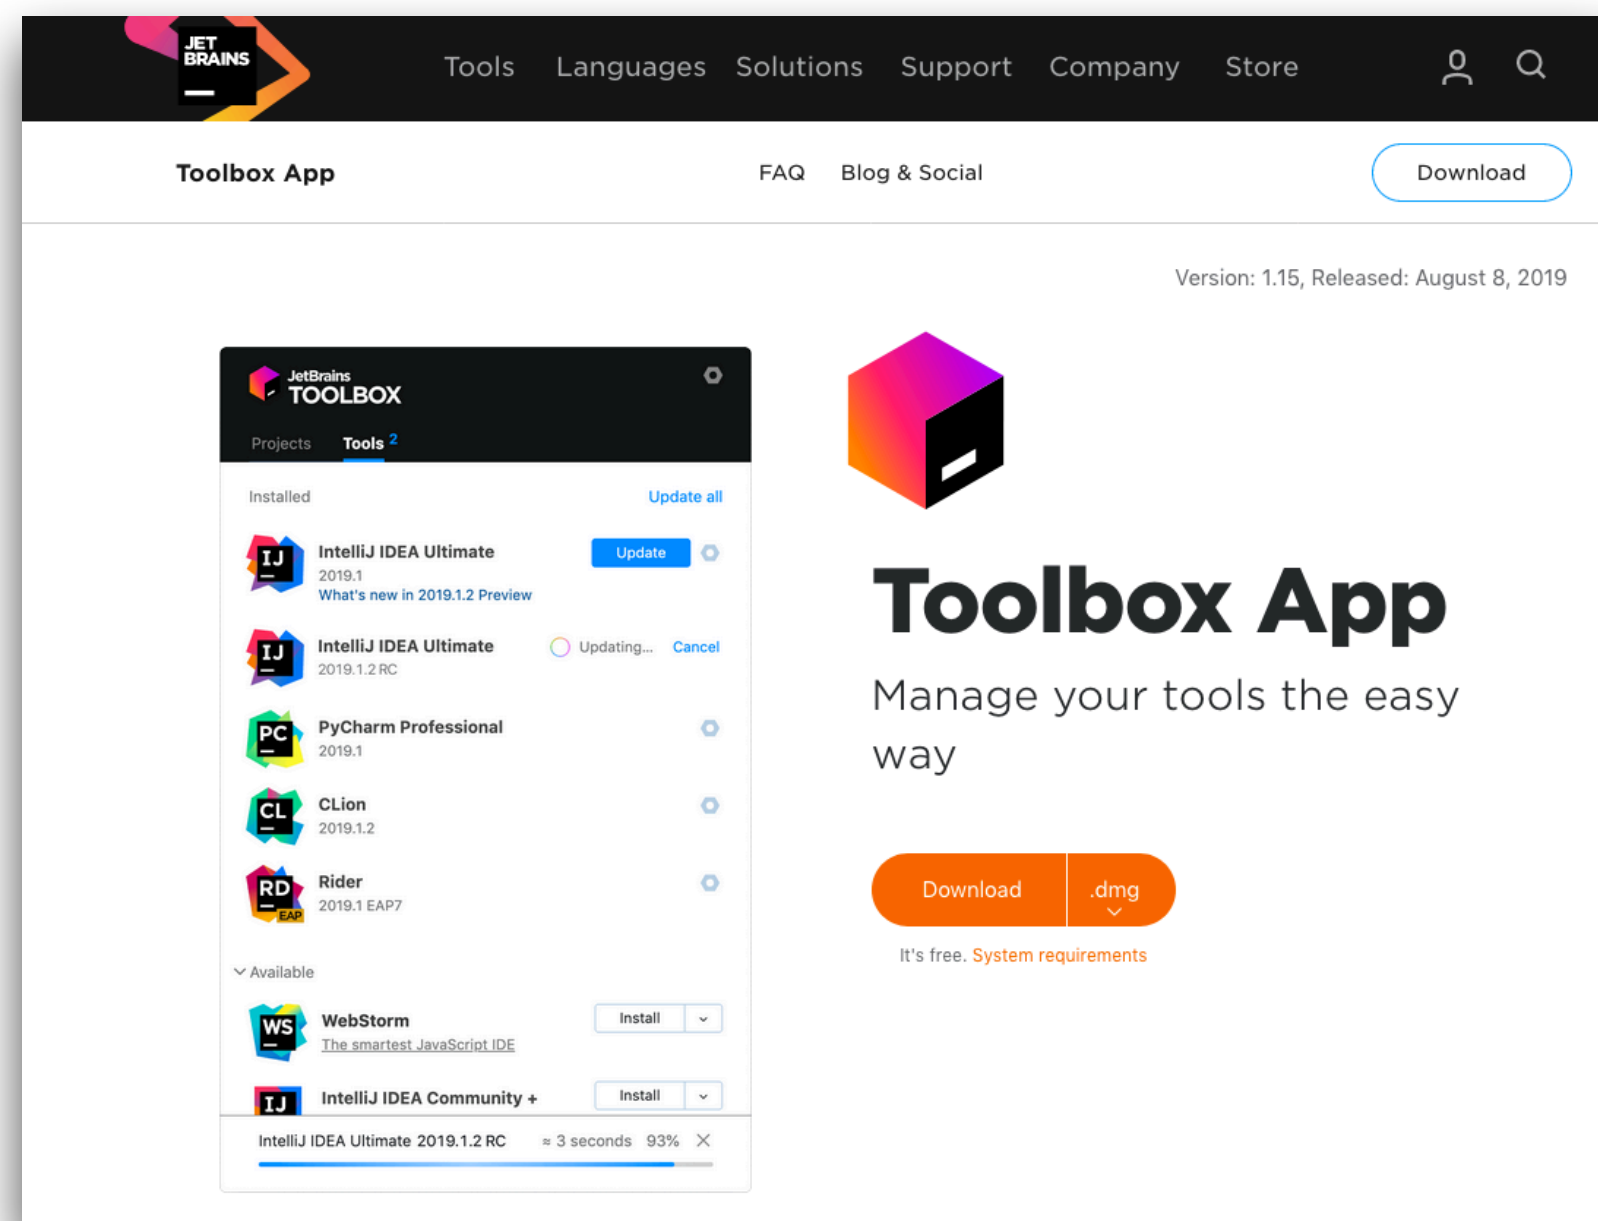 JET
BRAINS
Tools Languages Solutions Support Company Store
Toolbox App FAQ Blog & Social Download
Version: 1.15, Released: August 8, 2019
JetBrains
TOOLBOX
Projects Tools 2
Installed Update all
IJ IntelliJ IDEA Ultimate Update
2019.1
What's new in 2019.1.2 Preview
IJ IntelliJ IDEA Ultimate Updating... Cancel
2019.1.2 RC
PC PyCharm Professional
2019.1
CL CLion
2019.1.2
RD Rider
EAP 2019.1 EAP7
Available
WS WebStorm Install
The smartest JavaScript IDE
IJ IntelliJ IDEA Community + Install
IntelliJ IDEA Ultimate 2019.1.2 RC ≈ 3 seconds 93%
Toolbox App
Manage your tools the easy
way
Download .dmg
It's free. System requirements